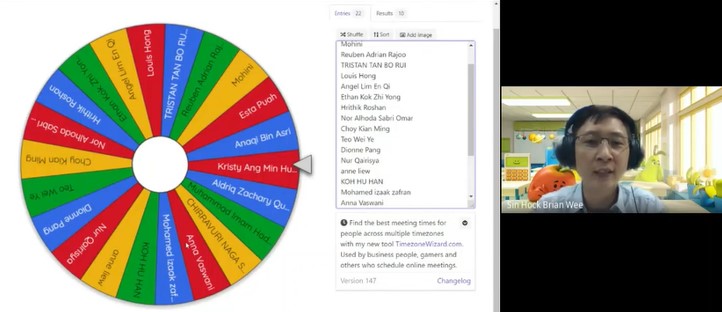 Entries 22 Results 10
Shuffle Sort Add image
Mohini
Reuben Adrian Rajoo
TRISTAN TAN BO RUI
Louis Hong
Angel Lim En Qi
Ethan Kok Zhi Yong
Hrithik Roshan
Nor Alhoda Sabri Omar
Choy Kian Ming
Teo Wei Ye
Dionne Pang
Nur Qairisya
anne liew
KOH HU HAN
Mohamed izaak zafran
Anna Vaswani
Find the best meeting times for
people across multiple timezones
with my new tool TimezoneWizard.com.
Used by business people, gamers and
others who schedule online meetings.
Version 147 Changelog
Louis Hong
TRISTAN TAN BO RU...
Reuben Adrian Raj
Mohini
Esta Puah
Anaqi Bin Asri
Kristy Ang Min Hu...
Aldriq Zachary Qu...
Muhammad Imam Had...
CHIRRAVURI NAGA S...
Anna Vaswani
Mohamed izaak zaf...
KOH HU HAN
anne liew
Nur Qairisya
Dionne Pang
Teo Wei Ye
Choy Kian Ming
Nor Alhoda Sabri...
Hrithik Roshan
Ethan Kok Zhi Yon...
Angel Lim En Qi
Sin Hock Brian Wee